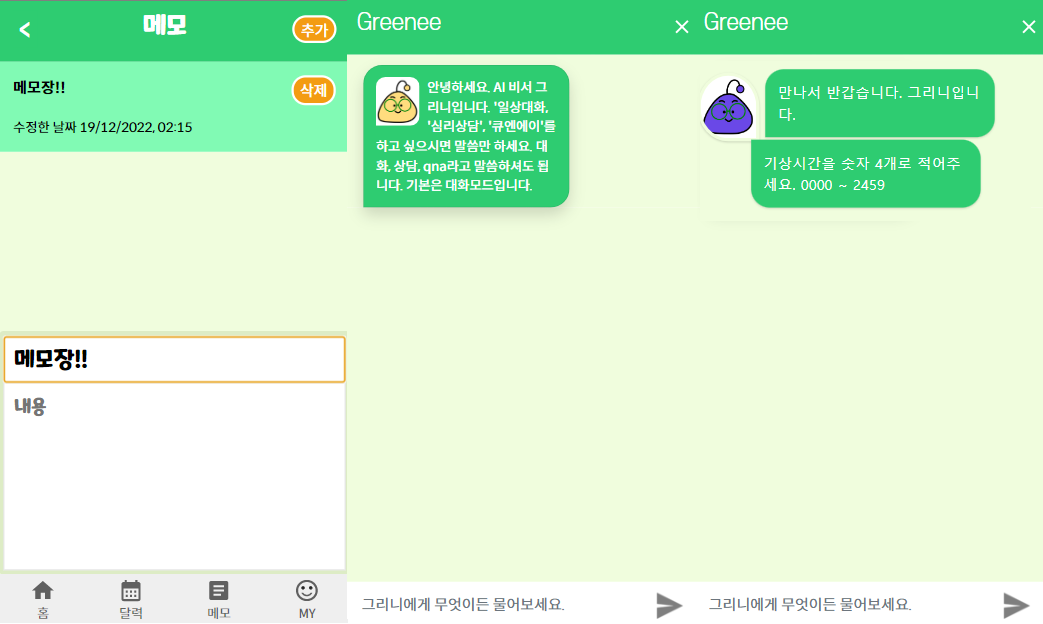 메모
추가
메모장!!
삭제
수정한 날짜 19/12/2022, 02:15
메모장!!
내용
홈
달력
메모
MY
Greenee
안녕하세요. AI 비서 그
리니입니다. '일상대화,
'심리상담', '큐엔에이'를
하고 싶으시면 말씀만 하세요. 대
화, 상담, qna라고 말씀하셔도 됩
니다. 기본은 대화모드입니다.
그리니에게 무엇이든 물어보세요.
Greenee
만나서 반갑습니다. 그리니입니
다.
기상시간을 숫자 4개로 적어주
세요. 0000 ~ 2459
그리니에게 무엇이든 물어보세요.